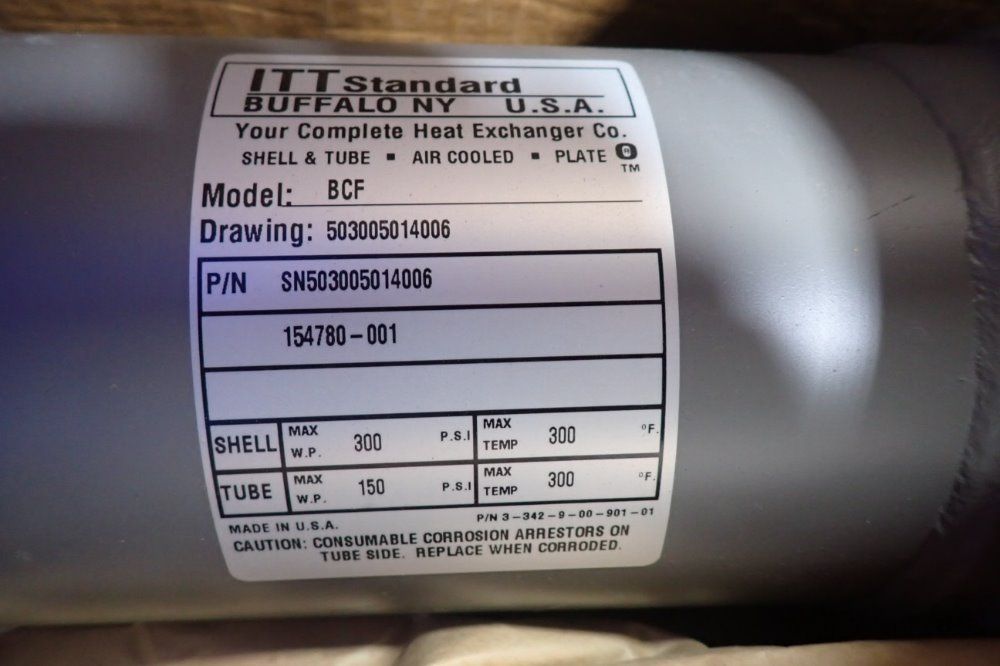 ITT Standard
BUFFALO NY U.S.A.
Your Complete Heat Exchanger Co.
SHELL & TUBE ▪ AIR COOLED ▪ PLATE
TM
Model: BCF
Drawing: 503005014006
P/N SN503005014006
154780-001
SHELL MAX W.P. 300 P.S.I MAX TEMP 300 °F.
TUBE MAX W.P. 150 P.S.I MAX TEMP 300 °F.
P/N 3-342-9-00-901-01
MADE IN U.S.A.
CAUTION: CONSUMABLE CORROSION ARRESTORS ON
TUBE SIDE. REPLACE WHEN CORRODED.